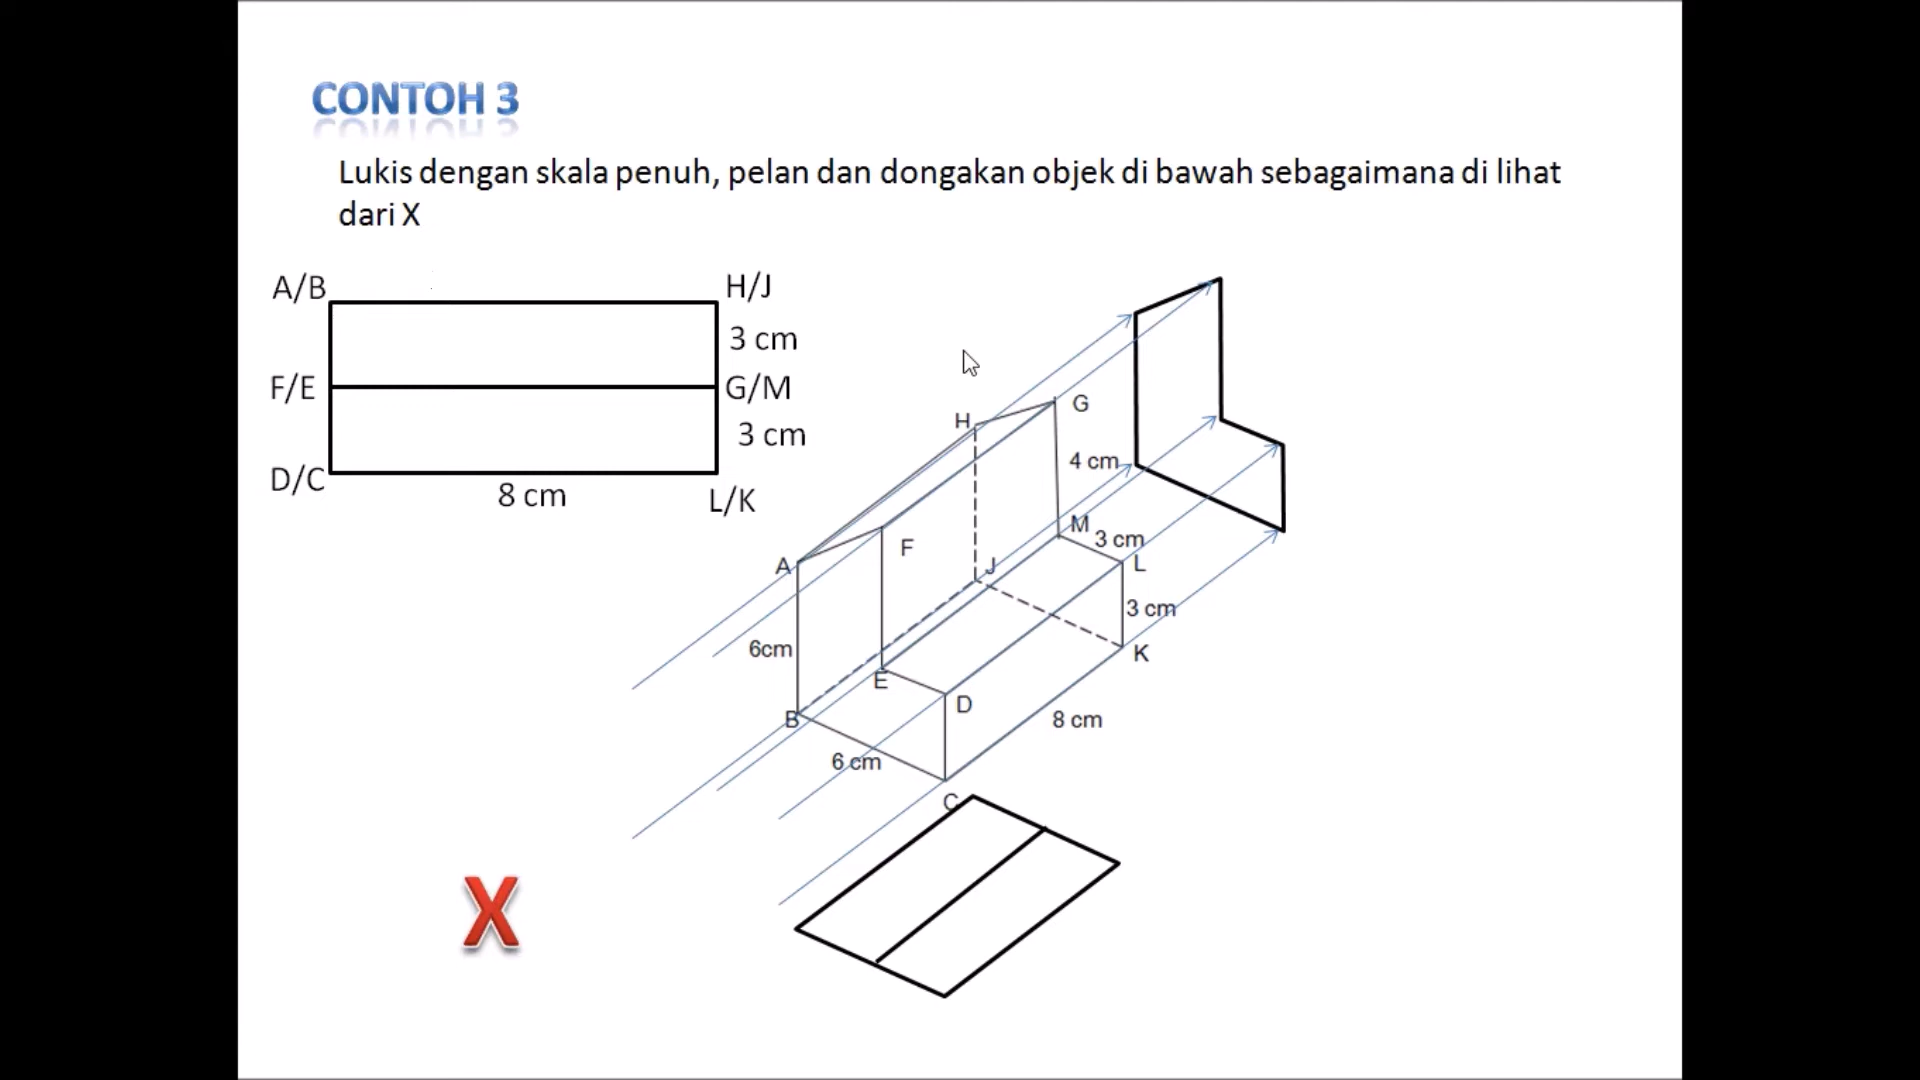 CONTOH 3
Lukis dengan skala penuh, pelan dan dongakan objek di bawah sebagaimana di lihat
dari X
A/B
H/J
3 cm
F/E
G/M
3 cm
D/C
8 cm
L/K
H
G
4 cm
M
3 cm
F
A
J
L
3 cm
6cm
K
E
D
B
8 cm
6 cm
C
X